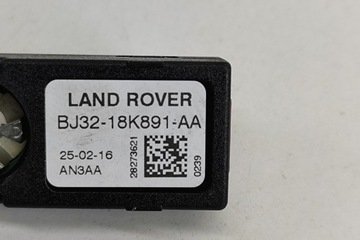 LAND ROVER
BJ32-18K891-AA
25-02-16
AN3AA
28273621
0239